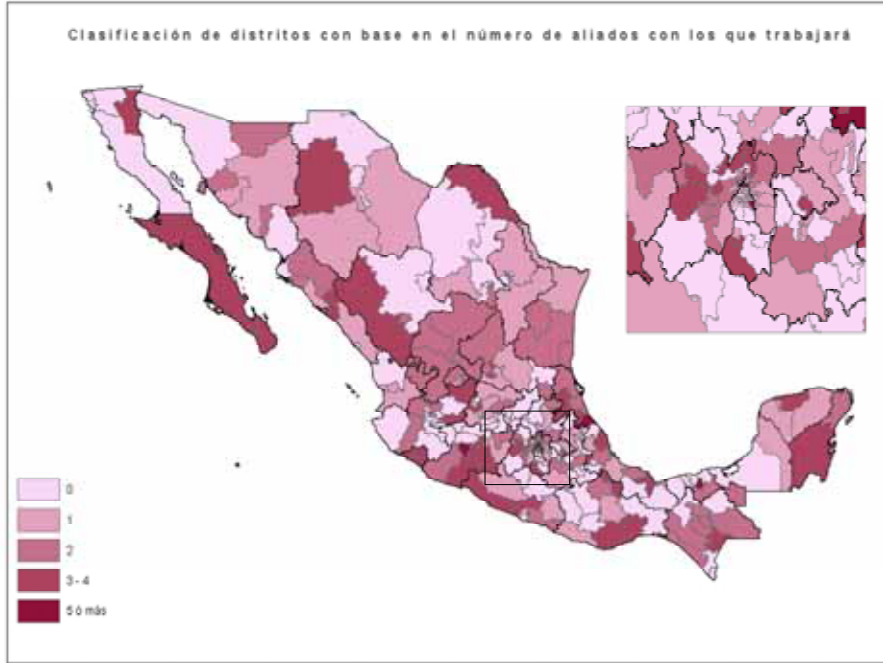 Clasificación de distritos con base en el número de aliados con los que trabajará
0
1
2
3 - 4
5 ó más